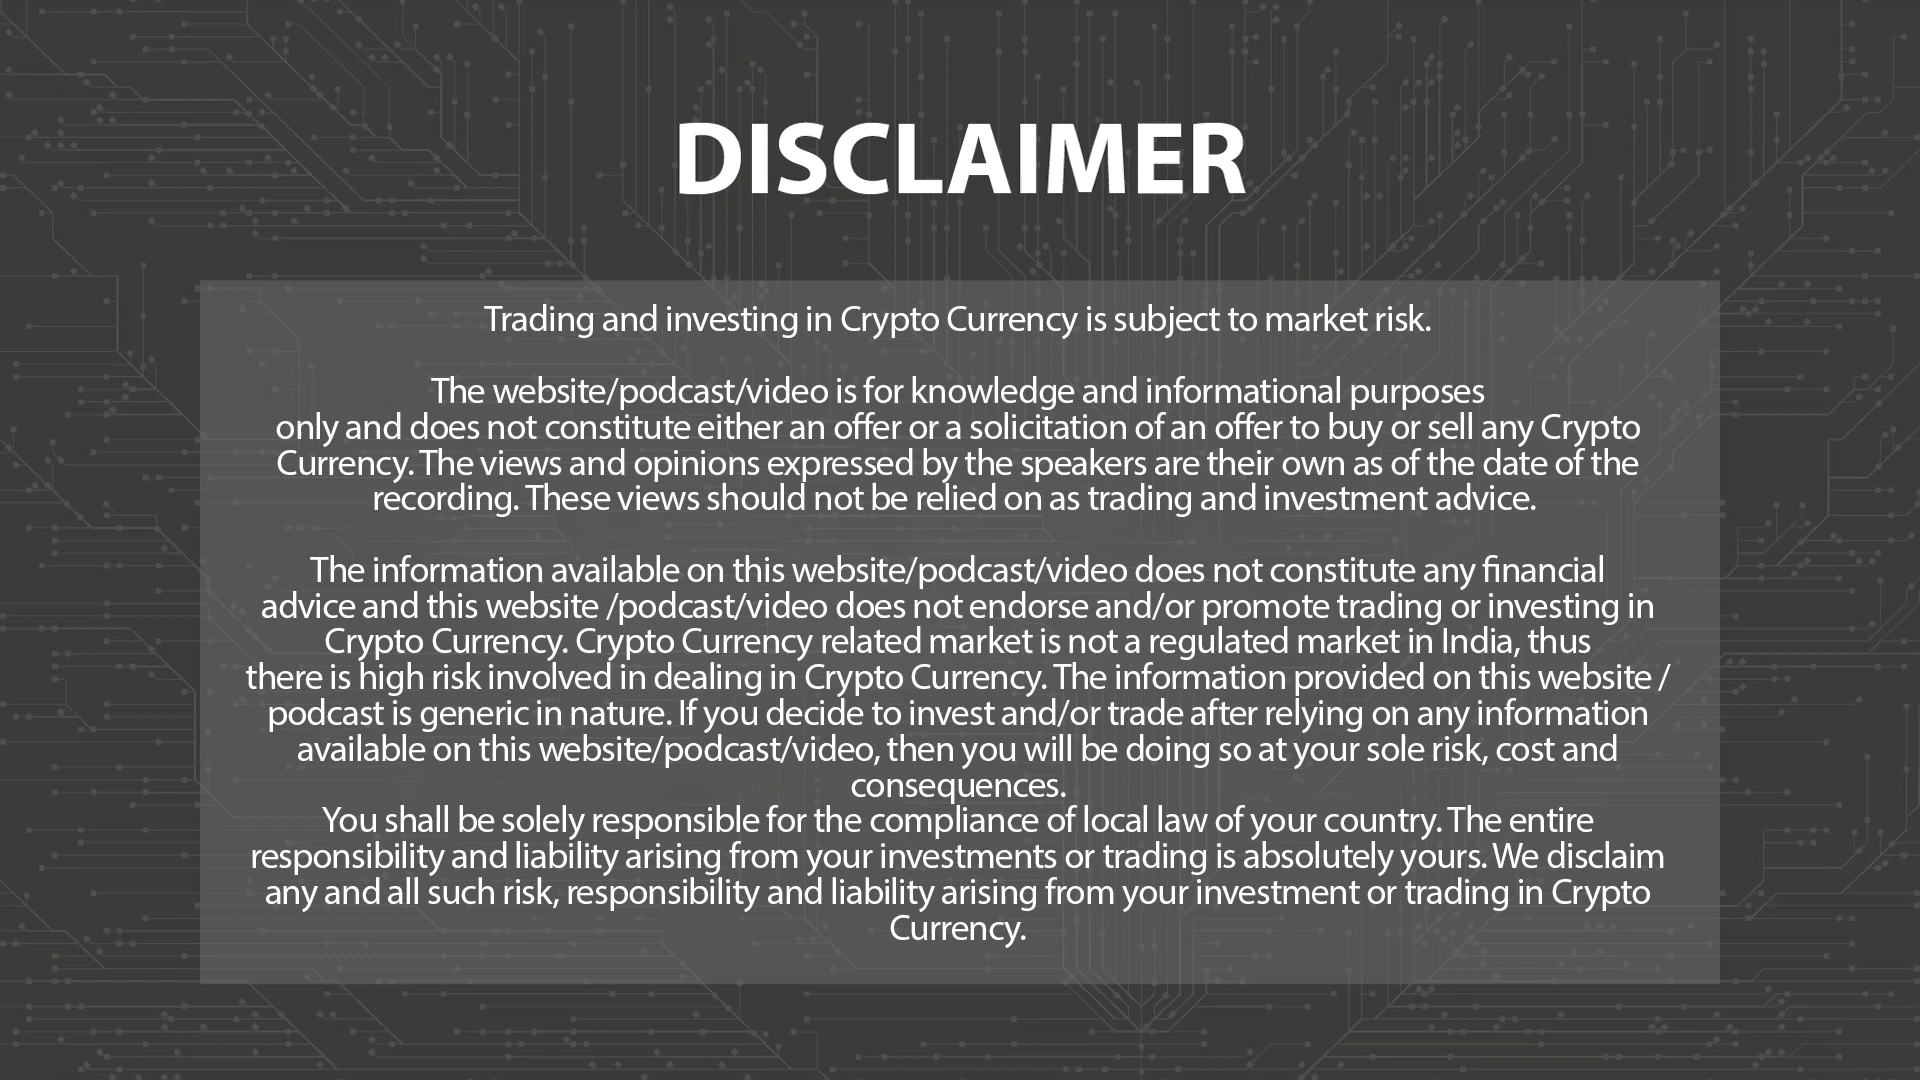 DISCLAIMER
Trading and investing in Crypto Currency is subject to market risk.
The website/podcast/video is for knowledge and informational purposes
only and does not constitute either an offer or a solicitation of an offer to buy or sell any Crypto
Currency. The views and opinions expressed by the speakers are their own as of the date of the
recording. These views should not be relied on as trading and investment advice.
The information available on this website/podcast/video does not constitute any financial
advice and this website /podcast/video does not endorse and/or promote trading or investing in
Crypto Currency. Crypto Currency related market is not a regulated market in India, thus
there is high risk involved in dealing in Crypto Currency. The information provided on this website /
podcast is generic in nature. If you decide to invest and/or trade after relying on any information
available on this website/podcast/video, then you will be doing so at your sole risk, cost and
consequences.
You shall be solely responsible for the compliance of local law of your country. The entire
responsibility and liability arising from your investments or trading is absolutely yours. We disclaim
any and all such risk, responsibility and liability arising from your investment or trading in Crypto
Currency.